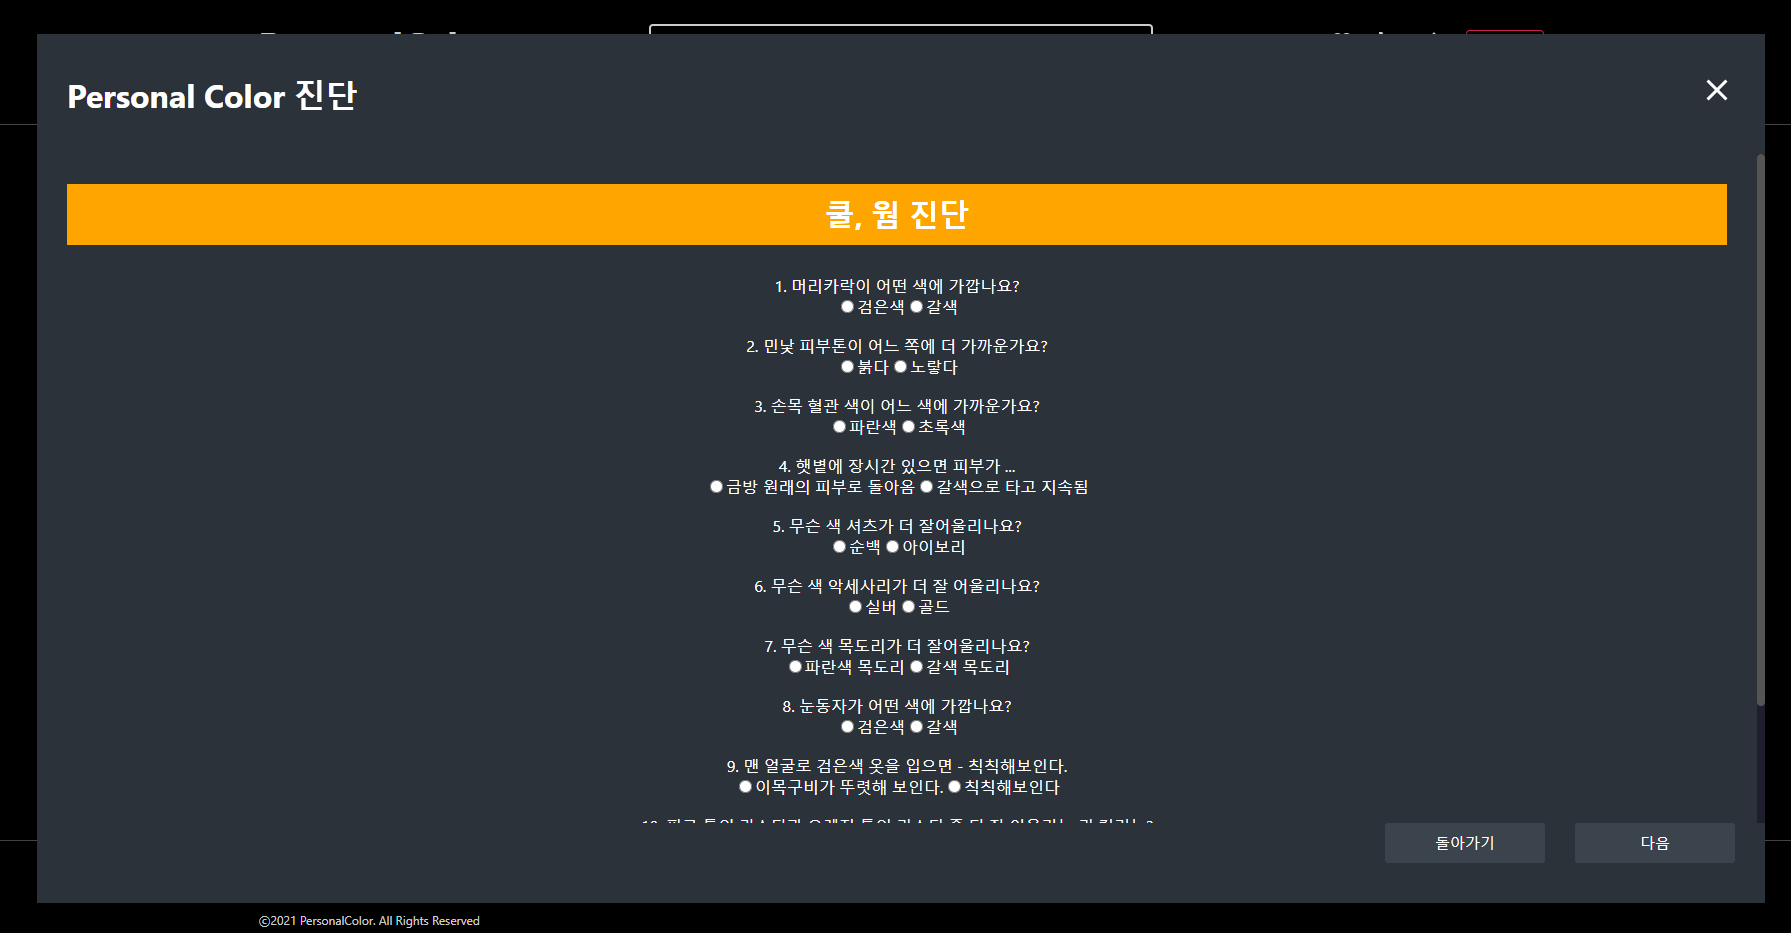 Personal Color 진단
쿨, 웜 진단
1. 머리카락이 어떤 색에 가깝나요?
검은색 갈색
2. 민낯 피부톤이 어느 쪽에 더 가까운가요?
붉다 노랗다
3. 손목 혈관 색이 어느 색에 가까운가요?
파란색 초록색
4. 햇볕에 장시간 있으면 피부가 ...
금방 원래의 피부로 돌아옴 갈색으로 타고 지속됨
5. 무슨 색 셔츠가 더 잘어울리나요?
순백 아이보리
6. 무슨 색 악세사리가 더 잘 어울리나요?
실버 골드
7. 무슨 색 목도리가 더 잘어울리나요?
파란색 목도리 갈색 목도리
8. 눈동자가 어떤 색에 가깝나요?
검은색 갈색
9. 맨 얼굴로 검은색 옷을 입으면 - 칙칙해보인다.
이목구비가 뚜렷해 보인다. 칙칙해보인다
돌아가기 다음
©2021 PersonalColor. All Rights Reserved